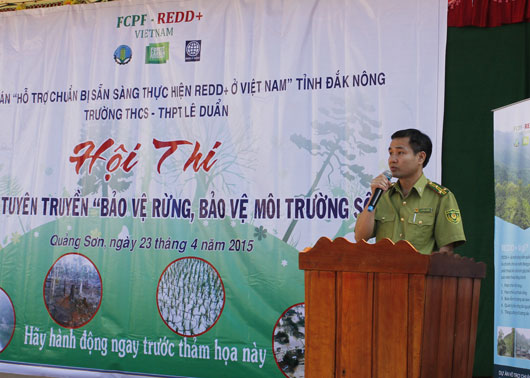 FCPF - REDD+
VIETNAM
ÁN "HỖ TRỢ CHUẨN BỊ SẴN SÀNG THỰC HIỆN REDD+ Ở VIỆT NAM" TỈNH ĐẮK NÔNG
TRƯỜNG THCS - THPT LÊ DUẨN
Hội Thi
TUYÊN TRUYỀN "BẢO VỆ RỪNG, BẢO VỆ MÔI TRƯỜNG
Quảng Sơn, ngày 23 tháng 4 năm 2015
Hãy hành động ngay trước thảm họa này
FCPF-REDD